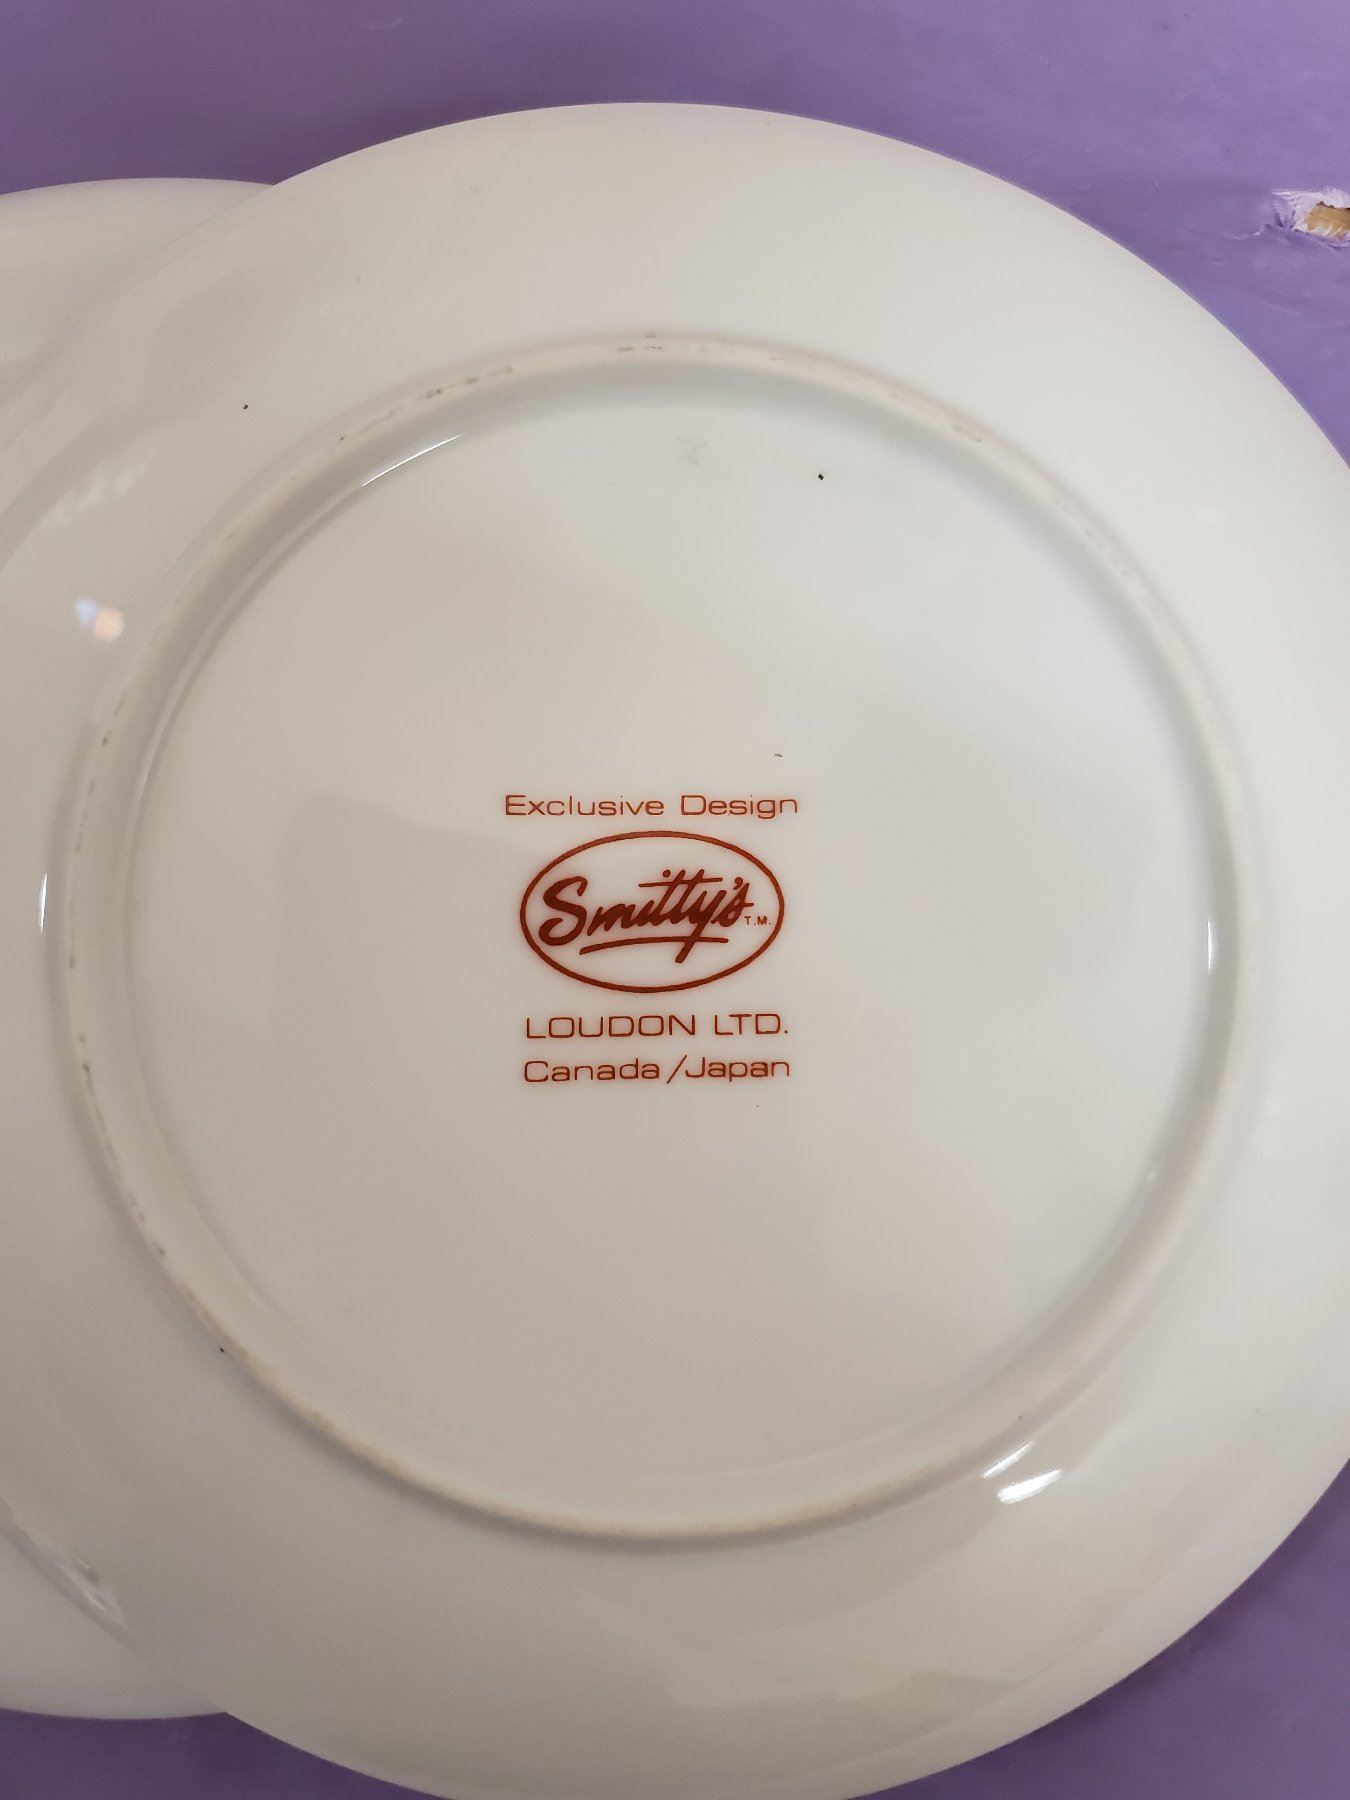 Exclusive Design
Smitty's T.M.
LOUDON LTD.
Canada/Japan